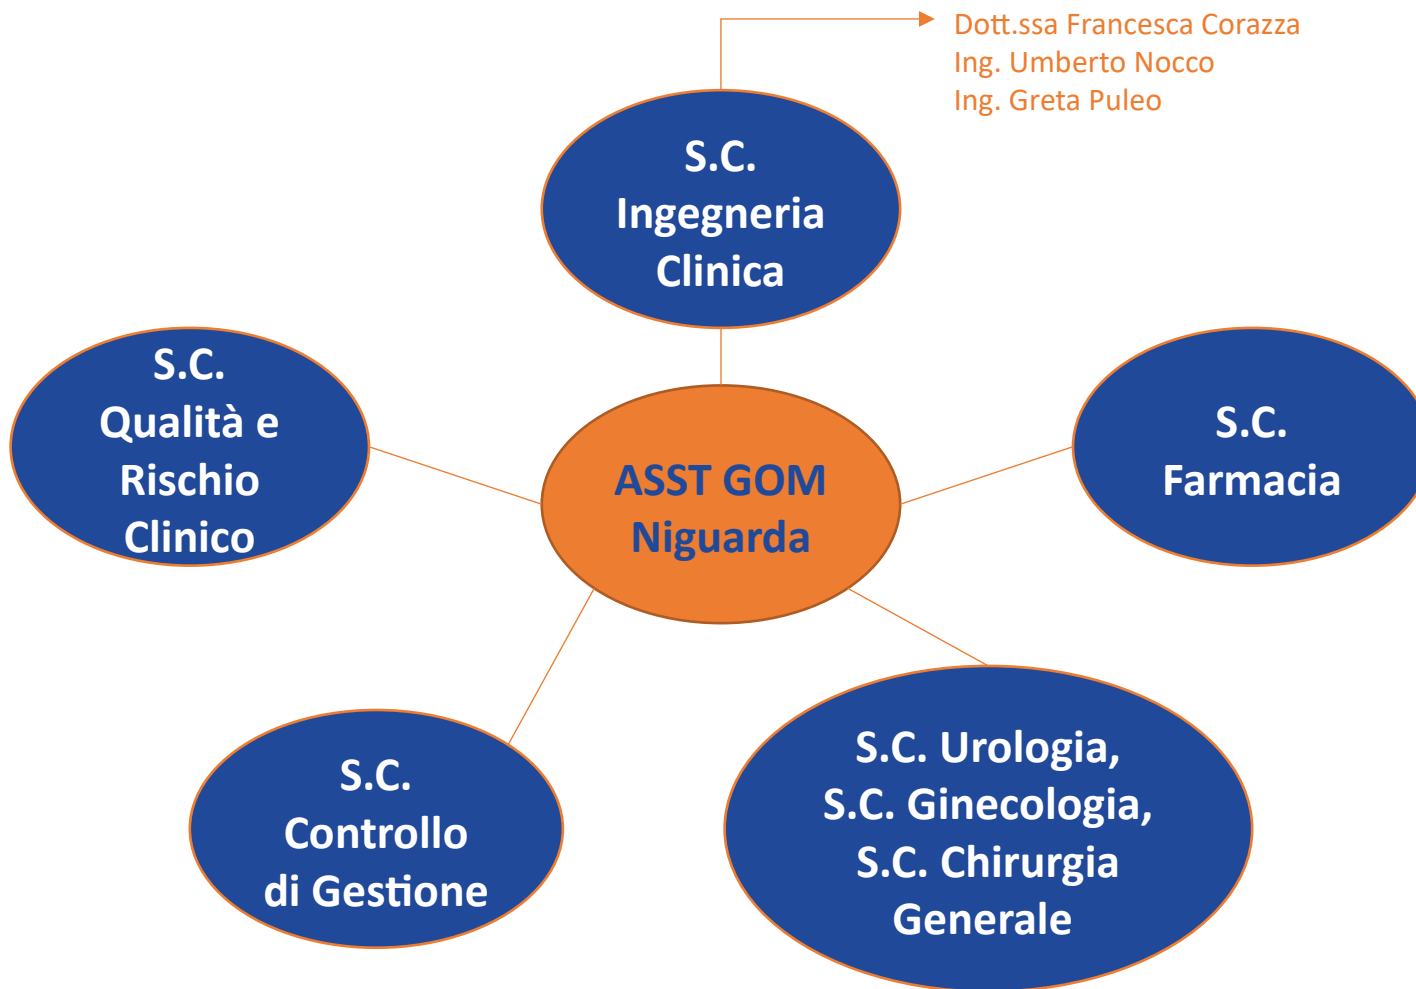 Dott.ssa Francesca Corazza
Ing. Umberto Nocco
Ing. Greta Puleo
S.C.
Ingegneria
Clinica
S.C.
Qualità e
Rischio
Clinico
ASST GOM
Niguarda
S.C.
Farmacia
S.C.
Controllo
di Gestione
S.C. Urologia,
S.C. Ginecologia,
S.C. Chirurgia
Generale